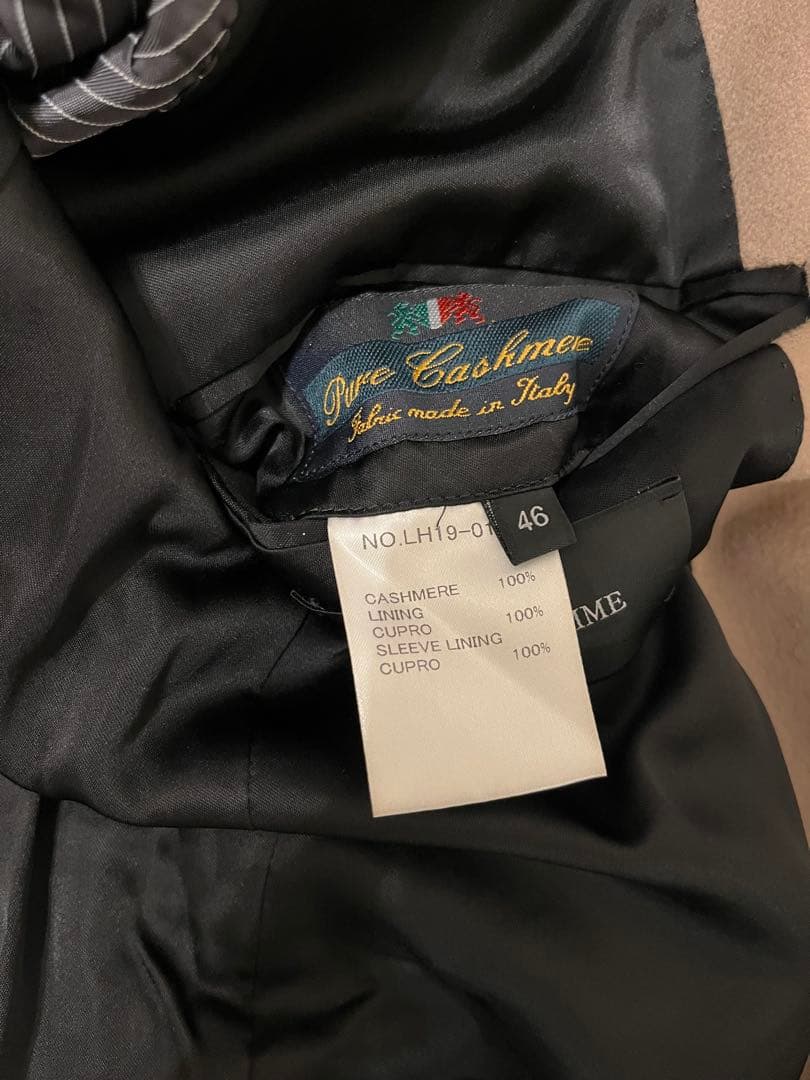 Pure Cashmere
Fabric made in Italy
46
NO.LH19-01
CASHMERE 100%
LINING
CUPRO 100%
SLEEVE LINING
CUPRO 100%
IME